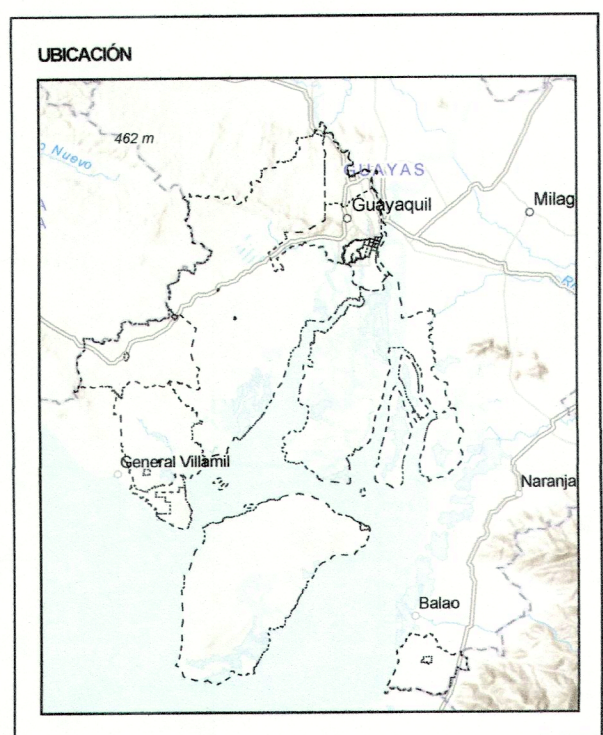 UBICACIÓN
462 m
o Nuevo
GUAYAS
Guayaquil
Milag
General Villamil
Naranja
Balao